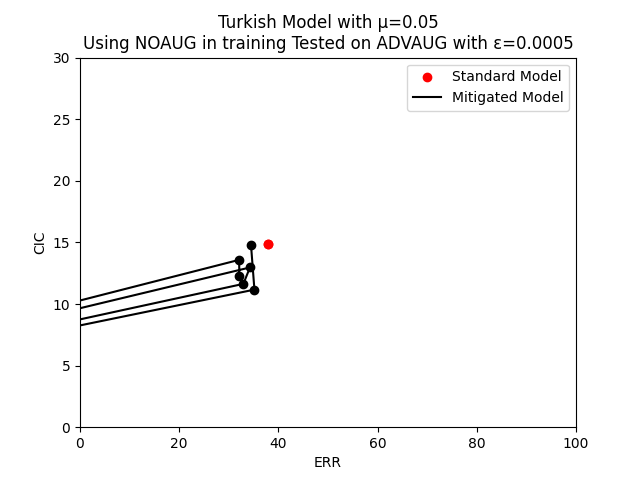 Turkish Model with μ=0.05
Using NOAUG in training Tested on ADVAUG with ε=0.0005
Standard Model
Mitigated Model
30
25
20
15
10
5
0
CIC
0 20 40 60 80 100
ERR